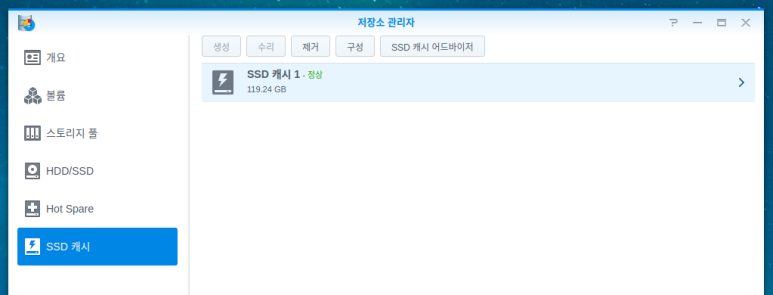 저장소 관리자
생성 수리 제거 구성 SSD 캐시 어드바이저
개요
볼륨
스토리지 풀
HDD/SSD
Hot Spare
SSD 캐시
SSD 캐시 1 - 정상
119.24 GB